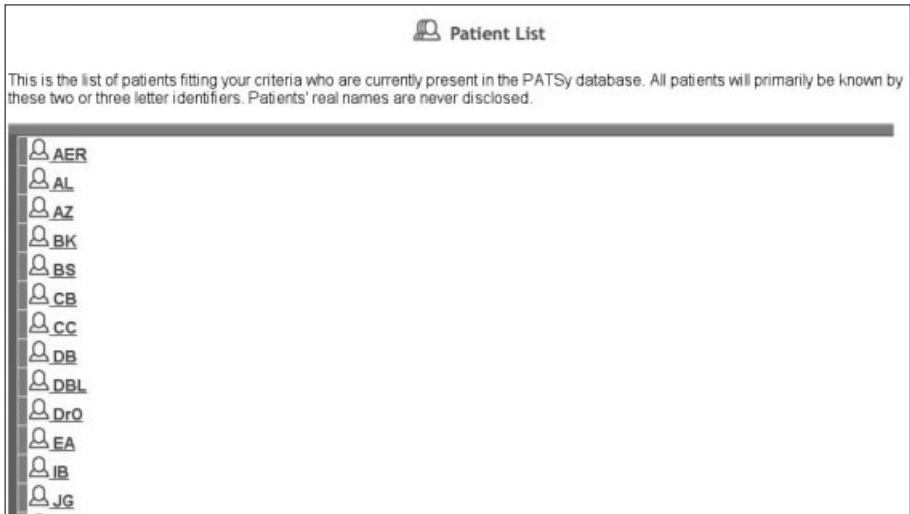 Patient List
This is the list of patients fitting your criteria who are currently present in the PATSy database. All patients will primarily be known by
these two or three letter identifiers. Patients' real names are never disclosed.
AER
AL
AZ
BK
BS
CB
CC
DB
DBL
DrO
EA
IB
JG